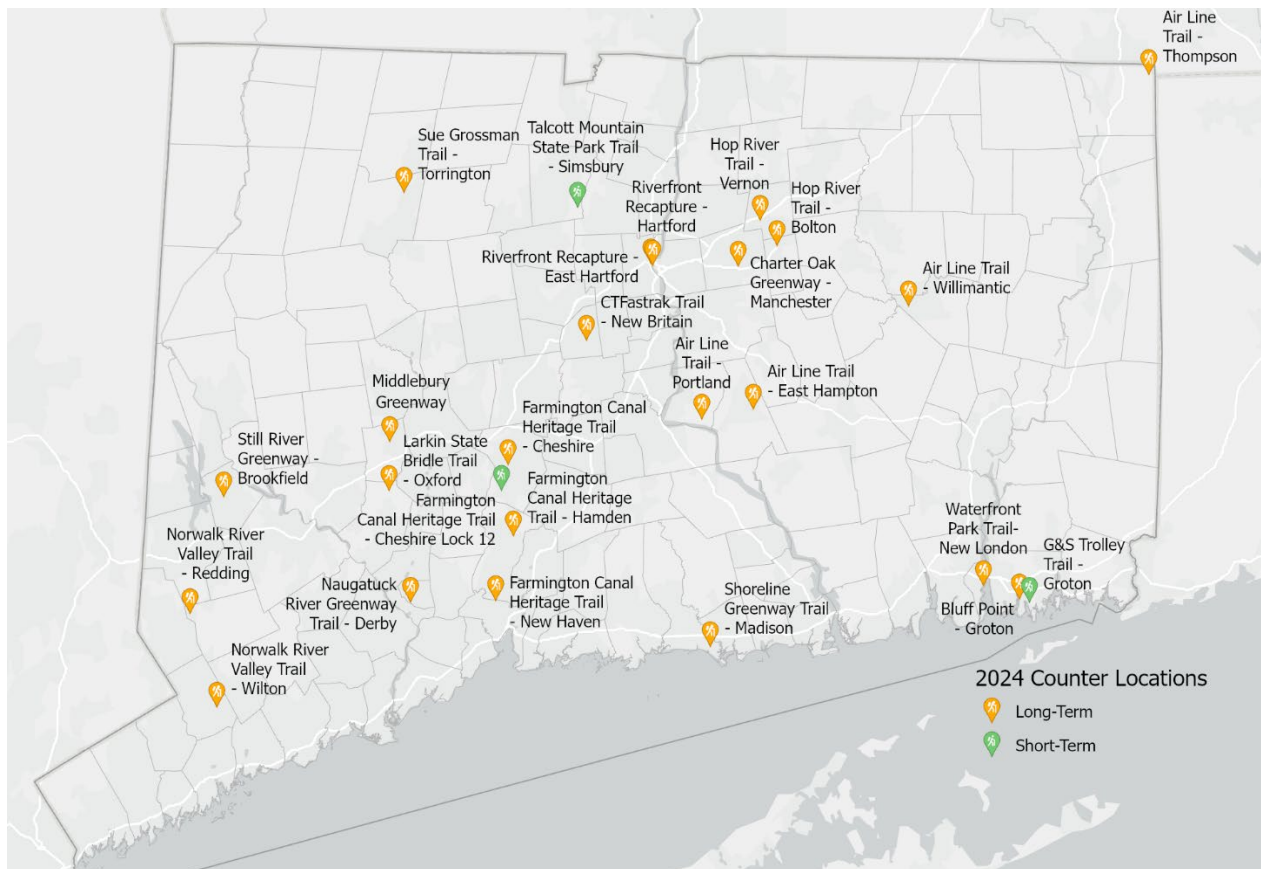 Air Line
Trail -
Thompson
Sue Grossman
Trail -
Torrington
Talcott Mountain
State Park Trail
- Simsbury
Hop River
Trail -
Vernon
Riverfront
Recapture -
Hartford
Hop River
Trail -
Bolton
Riverfront Recapture -
East Hartford
Charter Oak
Greenway -
Manchester
Air Line Trail
- Willimantic
CTFastrak Trail
- New Britain
Air Line
Trail -
Portland
Air Line Trail
- East Hampton
Middlebury
Greenway
Farmington Canal
Heritage Trail
- Cheshire
Still River
Greenway -
Brookfield
Larkin State
Bridle Trail
- Oxford
Farmington
Canal Heritage Trail
- Cheshire Lock 12
Farmington
Canal Heritage
Trail - Hamden
Norwalk River
Valley Trail
- Redding
Naugatuck
River Greenway
Trail - Derby
Farmington Canal
Heritage Trail
- New Haven
Shoreline
Greenway Trail
- Madison
Waterfront
Park Trail-
New London
G&S Trolley
Trail -
Groton
Bluff Point
- Groton
Norwalk River
Valley Trail
- Wilton
2024 Counter Locations
Long-Term
Short-Term